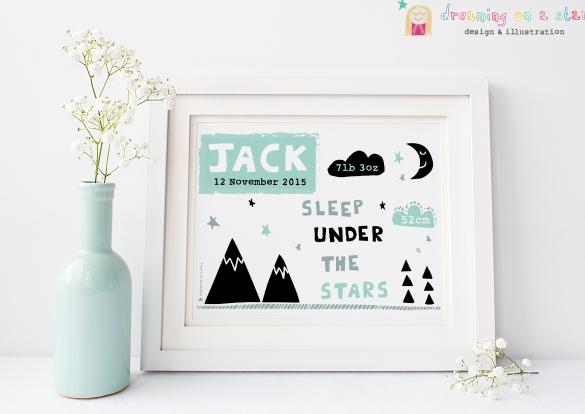 dreaming on a star
design & illustration
JACK
12 November 2015
7lb 3oz
SLEEP
52cm
UNDER
THE
STARS